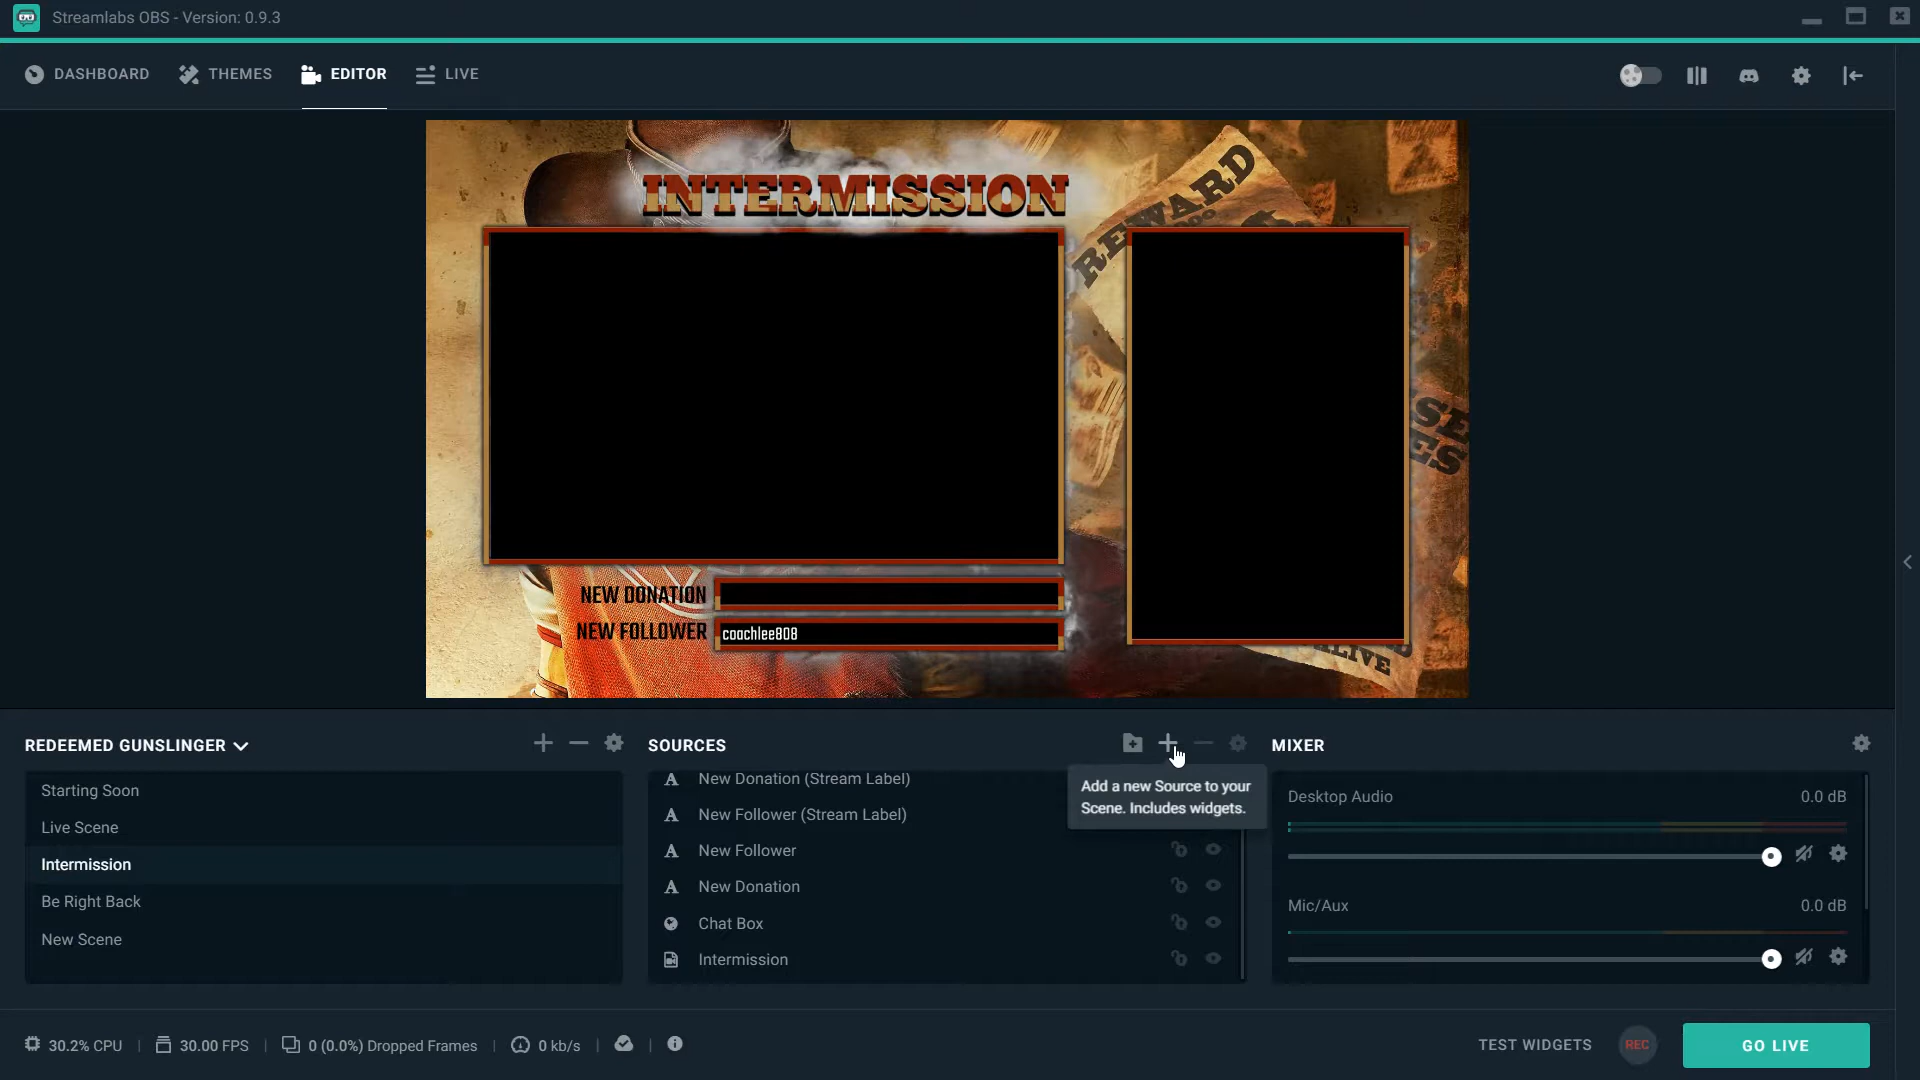 Streamlabs OBS - Version: 0.9.3
DASHBOARD
THEMES
EDITOR
LIVE
INTERMISSION
REWARD
NEW DONATION
NEW FOLLOWER
coachlee808
ALIVE
REDEEMED GUNSLINGER
Starting Soon
Live Scene
Intermission
Be Right Back
New Scene
SOURCES
New Donation (Stream Label)
New Follower (Stream Label)
New Follower
New Donation
Chat Box
Intermission
Add a new Source to your
Scene. Includes widgets.
MIXER
Desktop Audio
0.0 dB
Mic/Aux
0.0 dB
30.2% CPU
30.00 FPS
0 (0.0%) Dropped Frames
0 kb/s
TEST WIDGETS
REC
GO LIVE